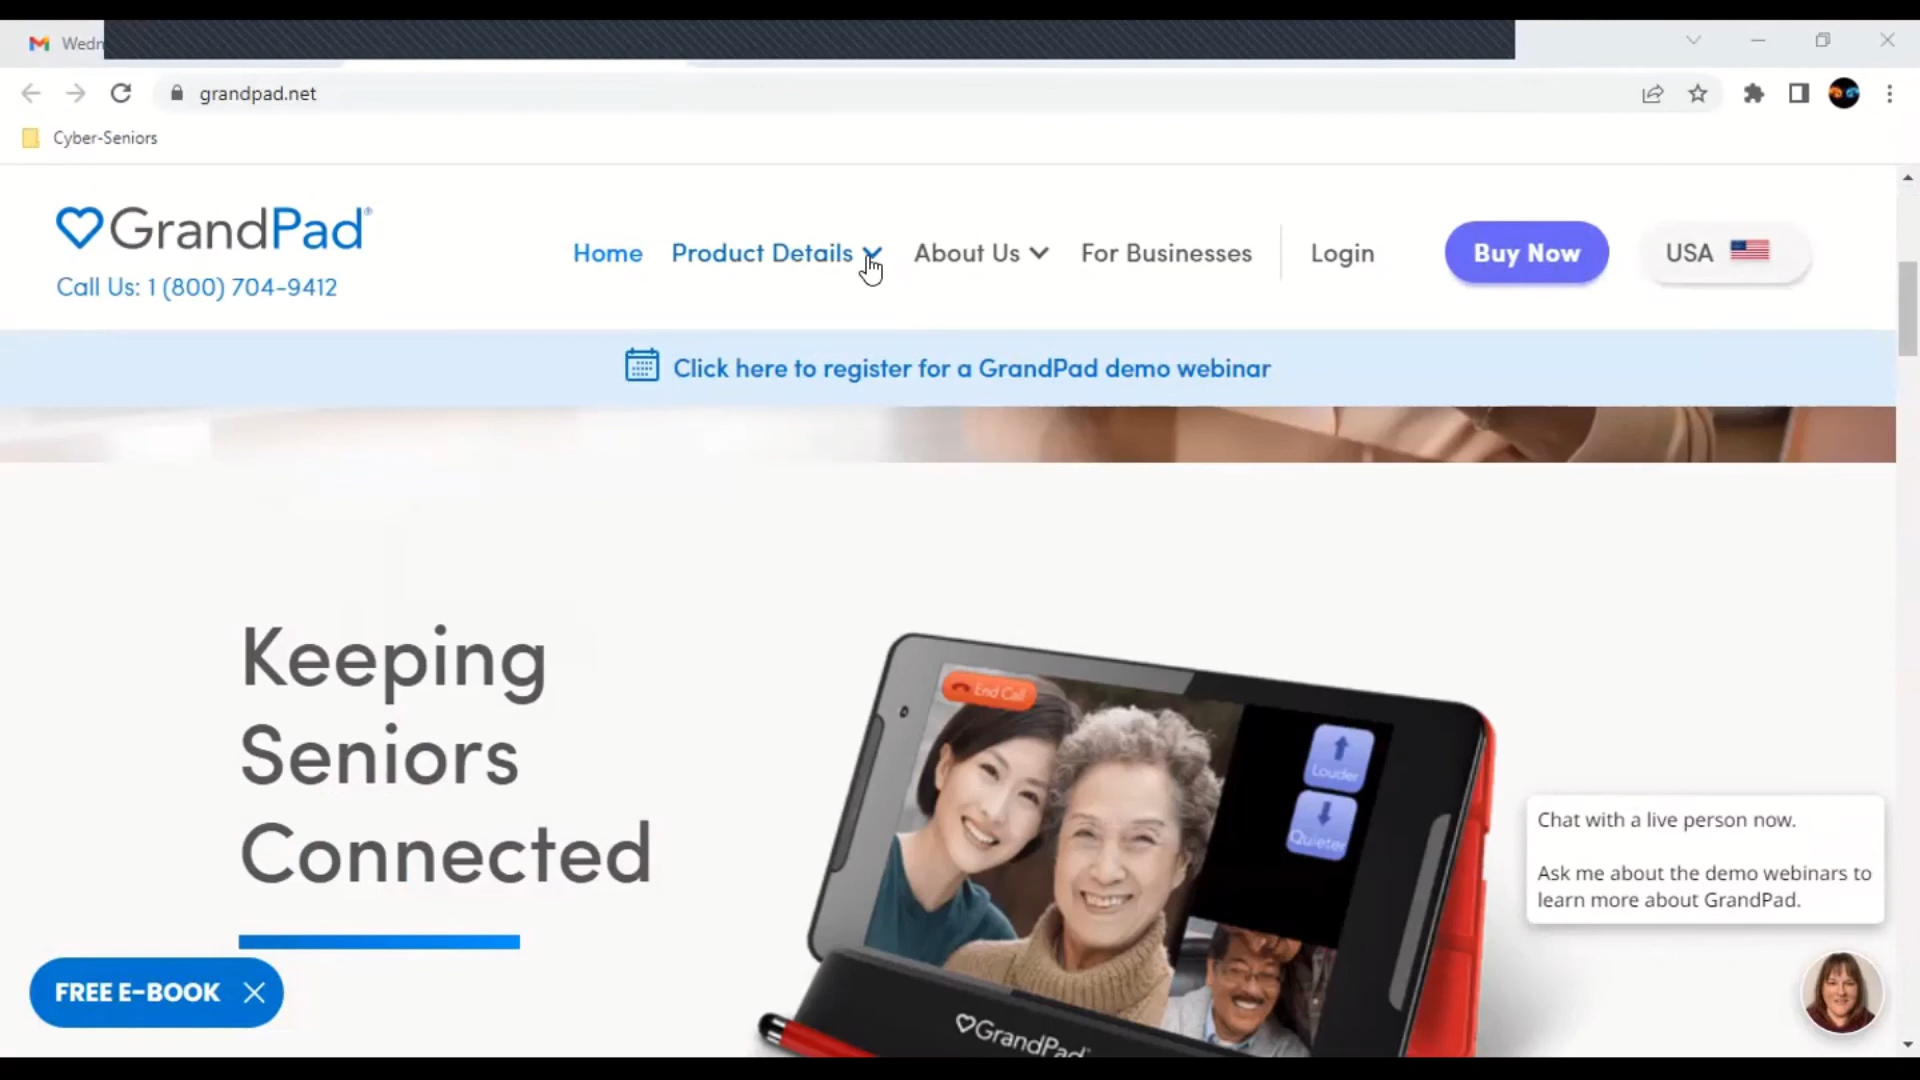 Wedn
grandpad.net
Cyber-Seniors
GrandPad®
Call Us: 1 (800) 704-9412
Home Product Details About Us For Businesses Login Buy Now USA
Click here to register for a GrandPad demo webinar
Keeping
Seniors
Connected
End Call
Louder
Quieter
GrandPad
Chat with a live person now.
Ask me about the demo webinars to
learn more about GrandPad.
FREE E-BOOK